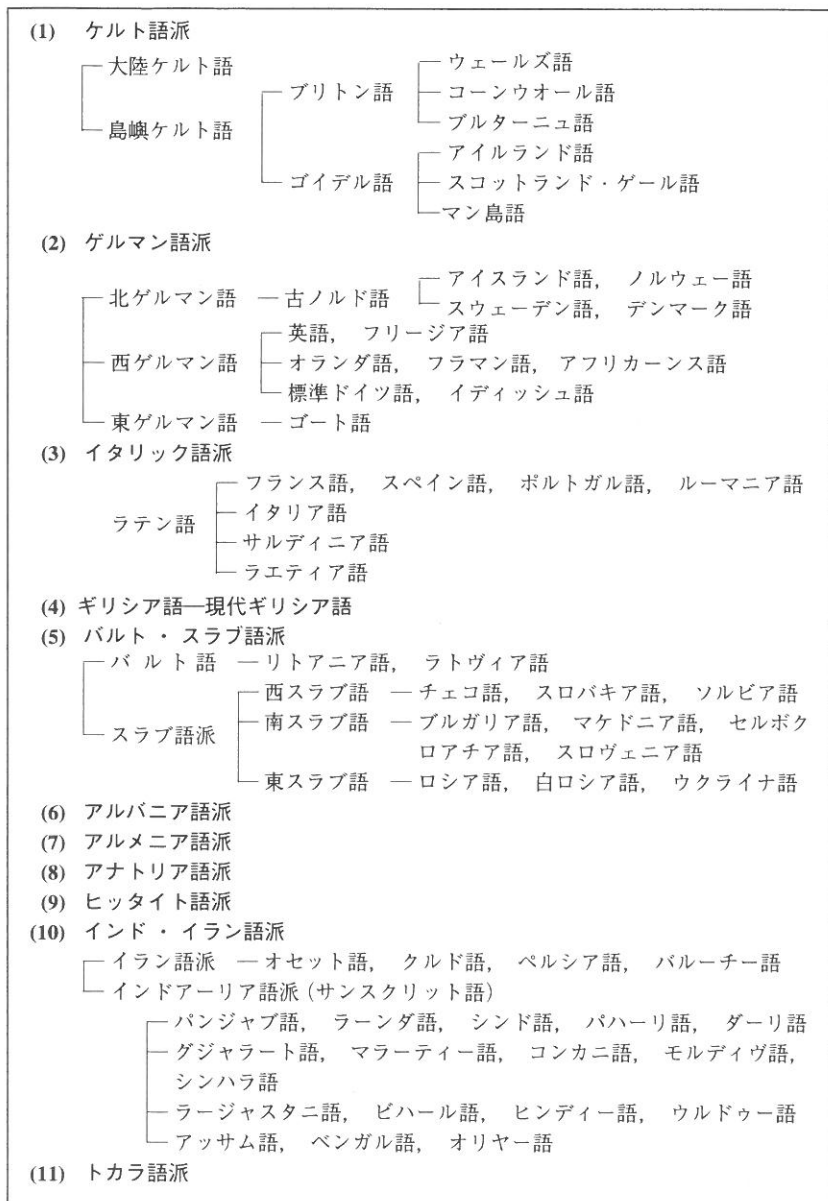 (1) ケルト語派
大陸ケルト語
島嶼ケルト語
ブリトン語
ウェールズ語
コーンウオール語
ブルターニュ語
ゴイデル語
アイルランド語
スコットランド・ゲール語
マン島語
(2) ゲルマン語派
北ゲルマン語 — 古ノルド語
アイスランド語, ノルウェー語
スウェーデン語, デンマーク語
西ゲルマン語
英語, フリージア語
オランダ語, フラマン語, アフリカーンス語
標準ドイツ語, イディッシュ語
東ゲルマン語 — ゴート語
(3) イタリック語派
ラテン語
フランス語, スペイン語, ポルトガル語, ルーマニア語
イタリア語
サルディニア語
ラエティア語
(4) ギリシア語—現代ギリシア語
(5) バルト・スラブ語派
バルト語 — リトアニア語, ラトヴィア語
スラブ語派
西スラブ語 — チェコ語, スロバキア語, ソルビア語
南スラブ語 — ブルガリア語, マケドニア語, セルボク
ロアチア語, スロヴェニア語
東スラブ語 — ロシア語, 白ロシア語, ウクライナ語
(6) アルバニア語派
(7) アルメニア語派
(8) アナトリア語派
(9) ヒッタイト語派
(10) インド・イラン語派
イラン語派 — オセット語, クルド語, ペルシア語, バルーチー語
インドアーリア語派 (サンスクリット語)
パンジャブ語, ラーンダ語, シンド語, パハーリ語, ダーリ語
グジャラート語, マラーティー語, コンカニ語, モルディヴ語,
シンハラ語
ラージャスタニ語, ビハール語, ヒンディー語, ウルドゥー語
アッサム語, ベンガル語, オリヤー語
(11) トカラ語派